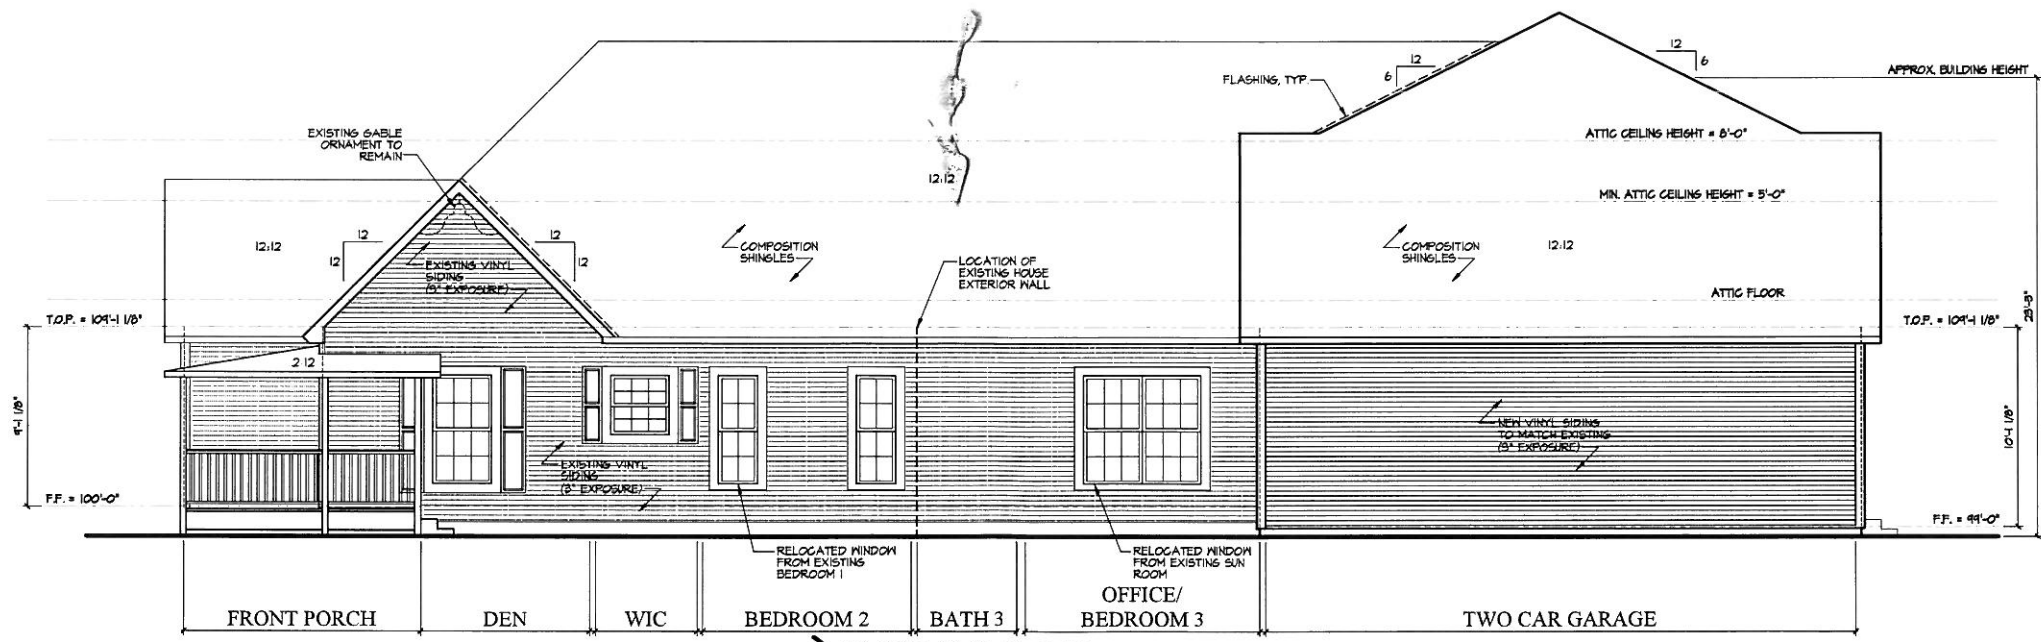 12
6
12
6
APPROX. BUILDING HEIGHT
FLASHING, TYP.
EXISTING GABLE
ORNAMENT TO
REMAIN
ATTIC CEILING HEIGHT = 8'-0"
12:12
MIN. ATTIC CEILING HEIGHT = 5'-0"
12:12
12
12
12
12
EXISTING VINYL
SIDING
(3" EXPOSURE)
COMPOSITION
SHINGLES
LOCATION OF
EXISTING HOUSE
EXTERIOR WALL
COMPOSITION
SHINGLES
12:12
ATTIC FLOOR
T.O.P. = 109'-1 1/8"
T.O.P. = 109'-1 1/8"
2:12
9'-1 1/8"
10'-1 1/8"
NEW VINYL SIDING
TO MATCH EXISTING
(3" EXPOSURE)
EXISTING VINYL
SIDING
(3" EXPOSURE)
F.F. = 100'-0"
F.F. = 99'-0"
RELOCATED WINDOW
FROM EXISTING
BEDROOM 1
RELOCATED WINDOW
FROM EXISTING SUN
ROOM
FRONT PORCH
DEN
WIC
BEDROOM 2
BATH 3
OFFICE/
BEDROOM 3
TWO CAR GARAGE